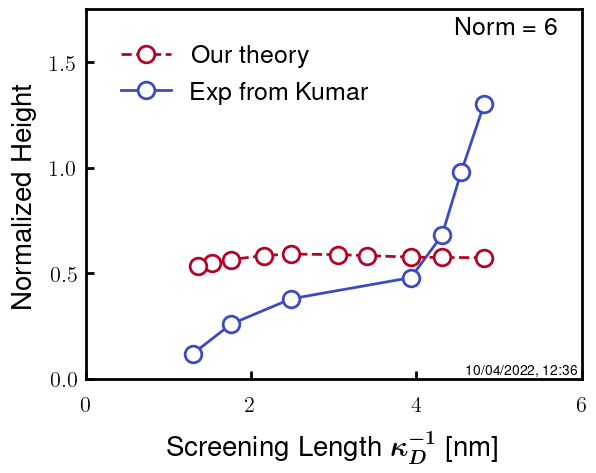 Norm = 6
Our theory
Exp from Kumar
Normalized Height
1.5
1.0
0.5
0.0
10/04/2022, 12:36
0 2 4 6
Screening Length κ_D^{-1} [nm]